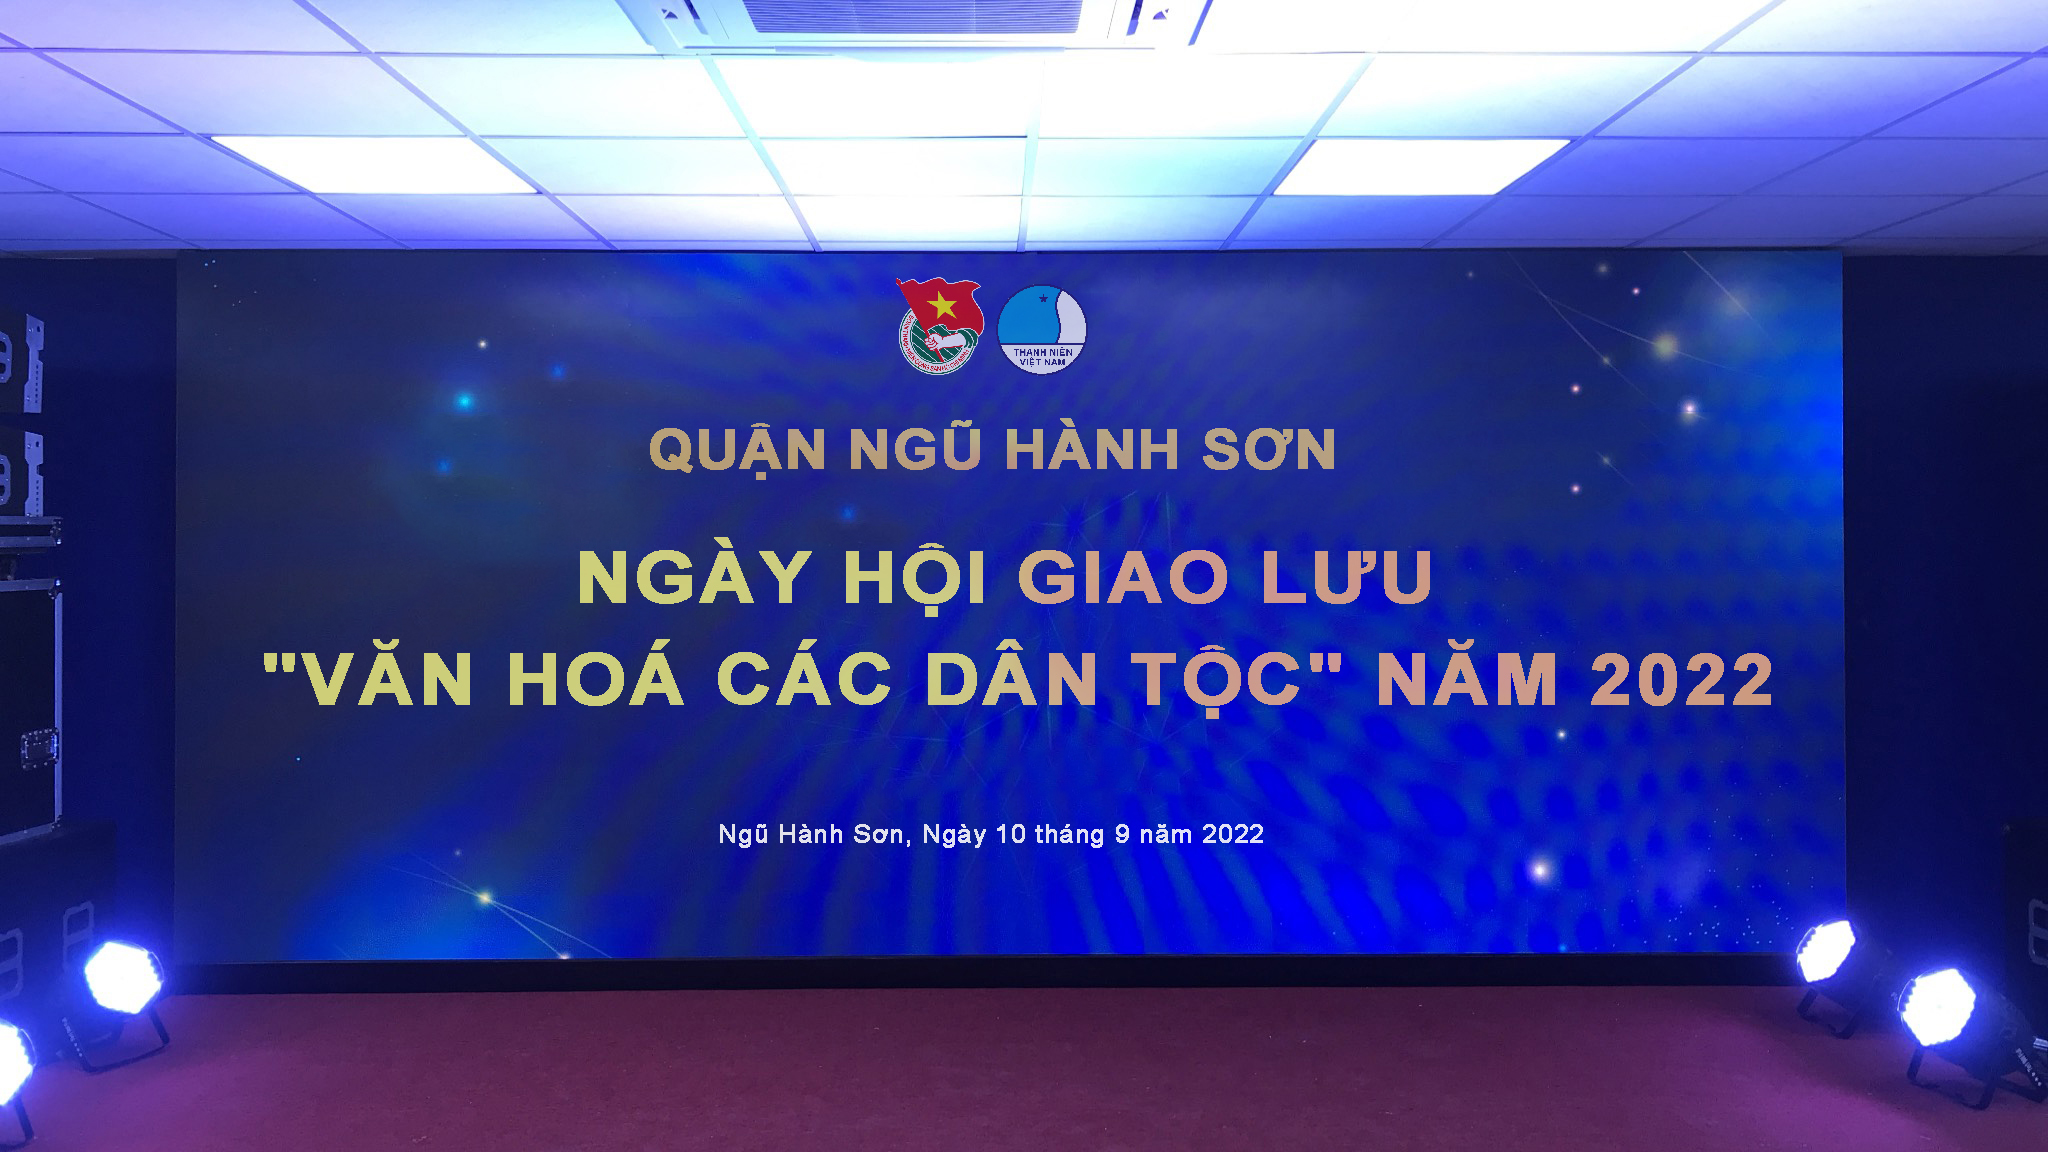 THANH NIÊN
VIỆT NAM
QUẬN NGŨ HÀNH SƠN
NGÀY HỘI GIAO LƯU
"VĂN HOÁ CÁC DÂN TỘC" NĂM 2022
Ngũ Hành Sơn, Ngày 10 tháng 9 năm 2022